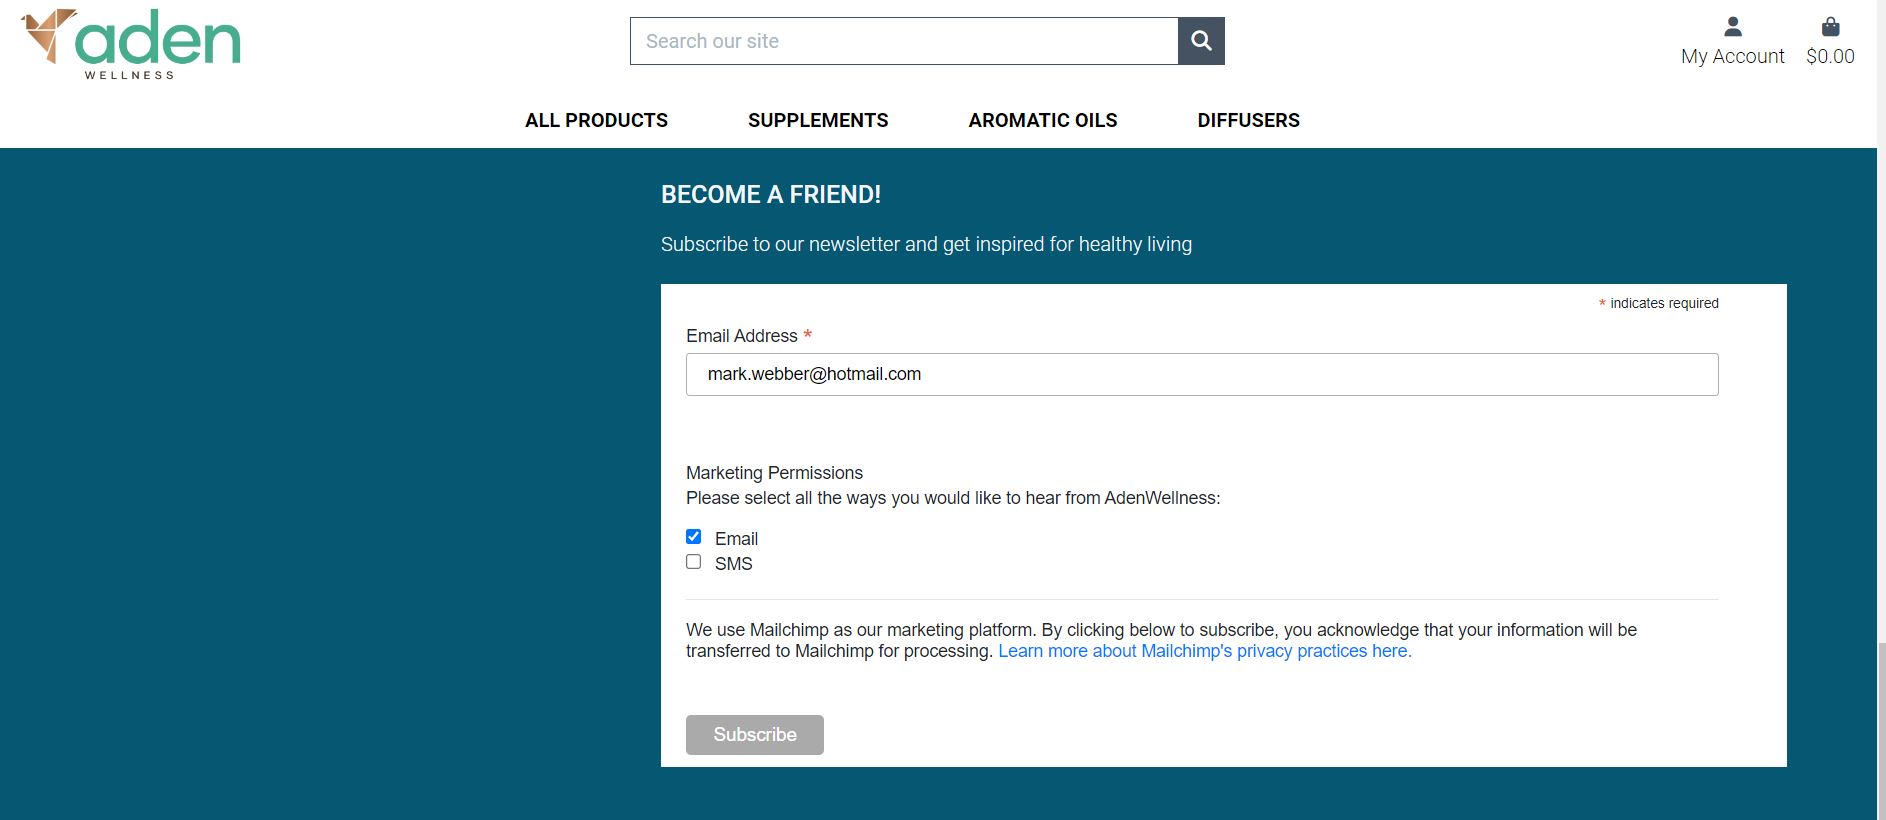 aden
WELLNESS
Search our site
My Account
$0.00
ALL PRODUCTS
SUPPLEMENTS
AROMATIC OILS
DIFFUSERS
BECOME A FRIEND!
Subscribe to our newsletter and get inspired for healthy living
* indicates required
Email Address *
mark.webber@hotmail.com
Marketing Permissions
Please select all the ways you would like to hear from AdenWellness:
Email
SMS
We use Mailchimp as our marketing platform. By clicking below to subscribe, you acknowledge that your information will be
transferred to Mailchimp for processing. Learn more about Mailchimp's privacy practices here.
Subscribe